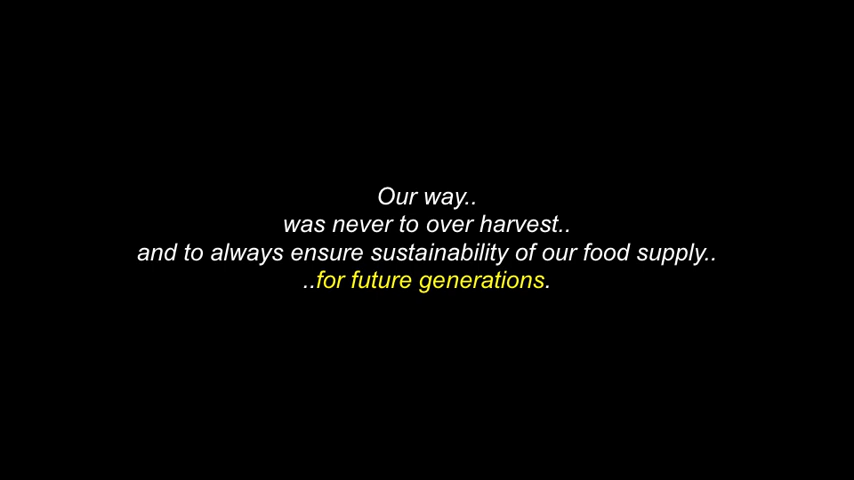 Our way..
was never to over harvest..
and to always ensure sustainability of our food supply..
..for future generations.